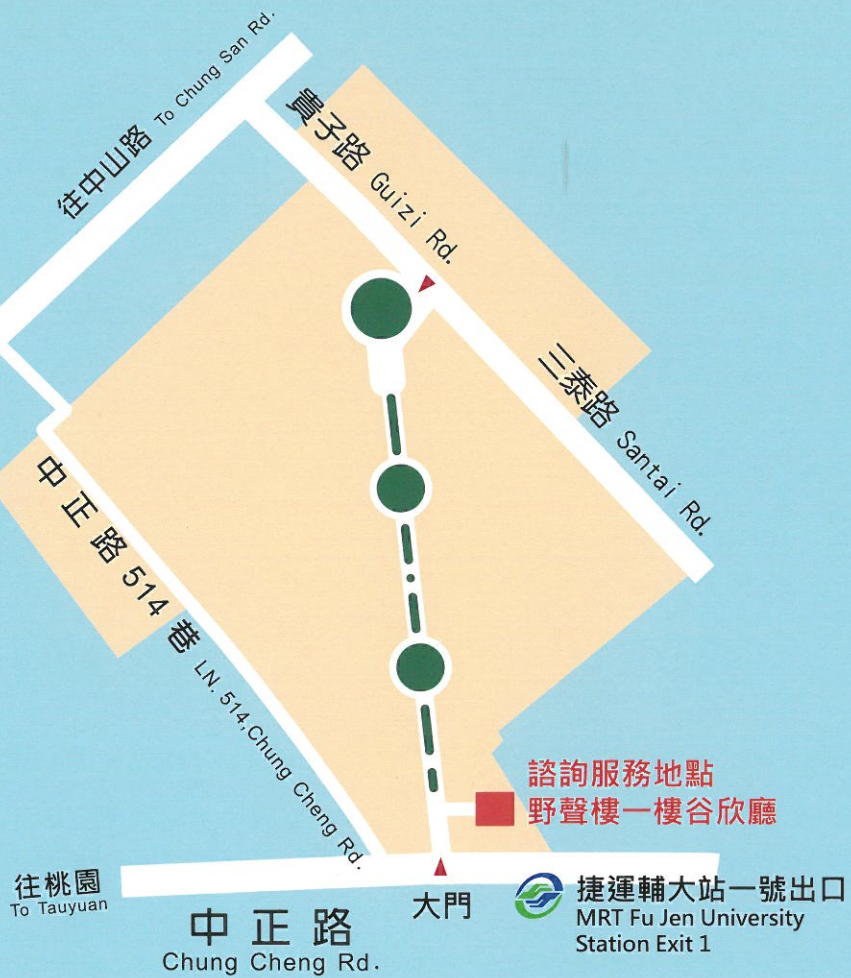 往中山路 To Chung San Rd.
貴子路 Guizi Rd.
三泰路 Santai Rd.
中正路514巷 LN. 514,Chung Cheng Rd.
諮詢服務地點
野聲樓一樓谷欣廳
往桃園
To Tauyuan
中正路
Chung Cheng Rd.
大門
捷運輔大站一號出口
MRT Fu Jen University
Station Exit 1